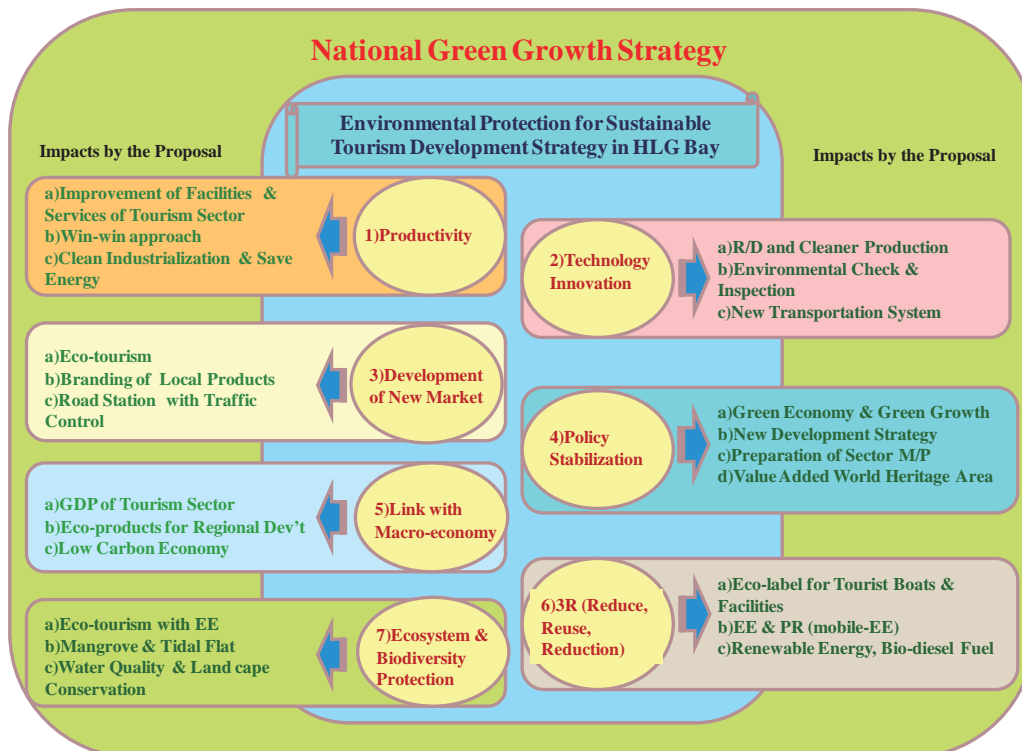 National Green Growth Strategy
Environmental Protection for Sustainable
Tourism Development Strategy in HLG Bay
Impacts by the Proposal
Impacts by the Proposal
a)Improvement of Facilities &
Services of Tourism Sector
b)Win-win approach
c)Clean Industrialization & Save
Energy
1)Productivity
2)Technology
Innovation
a)R/D and Cleaner Production
b)Environmental Check &
Inspection
c)New Transportation System
a)Eco-tourism
b)Branding of Local Products
c)Road Station with Traffic
Control
3)Development
of New Market
4)Policy
Stabilization
a)Green Economy & Green Growth
b)New Development Strategy
c)Preparation of Sector M/P
d)Value Added World Heritage Area
a)GDP of Tourism Sector
b)Eco-products for Regional Dev't
c)Low Carbon Economy
5)Link with
Macro-economy
6)3R (Reduce,
Reuse,
Reduction)
a)Eco-label for Tourist Boats &
Facilities
b)EE & PR (mobile-EE)
c)Renewable Energy, Bio-diesel Fuel
a)Eco-tourism with EE
b)Mangrove & Tidal Flat
c)Water Quality & Land cape
Conservation
7)Ecosystem &
Biodiversity
Protection